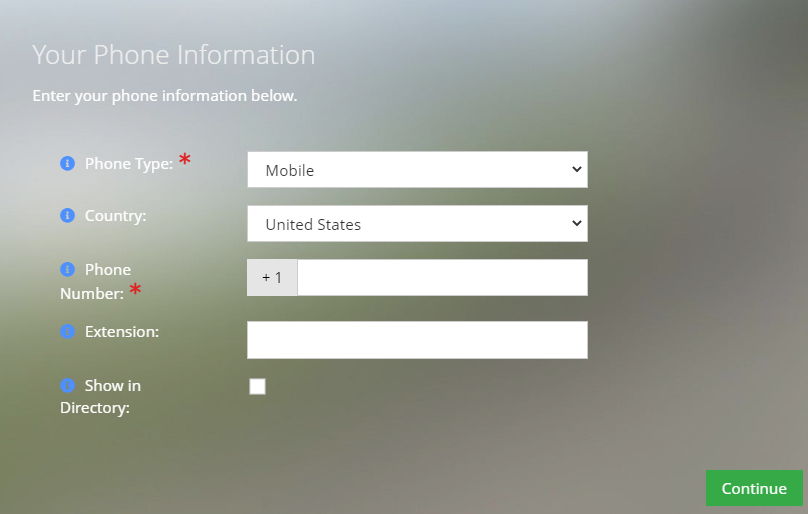 Your Phone Information
Enter your phone information below.
Phone Type: *
Mobile
Country:
United States
Phone
Number: *
+ 1
Extension:
Show in
Directory:
Continue